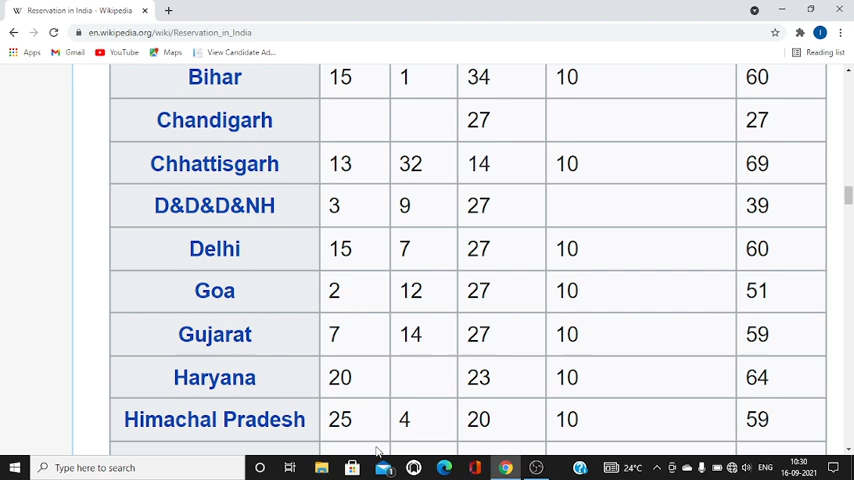 Reservation in India - Wikipedia
en.wikipedia.org/wiki/Reservation_in_India
Apps Gmail YouTube Maps View Candidate Ad... Reading list
Bihar 15 1 34 10 60
Chandigarh 27 27
Chhattisgarh 13 32 14 10 69
D&D&D&NH 3 9 27 39
Delhi 15 7 27 10 60
Goa 2 12 27 10 51
Gujarat 7 14 27 10 59
Haryana 20 23 10 64
Himachal Pradesh 25 4 20 10 59
Type here to search 24°C ENG 10:30
16-09-2021